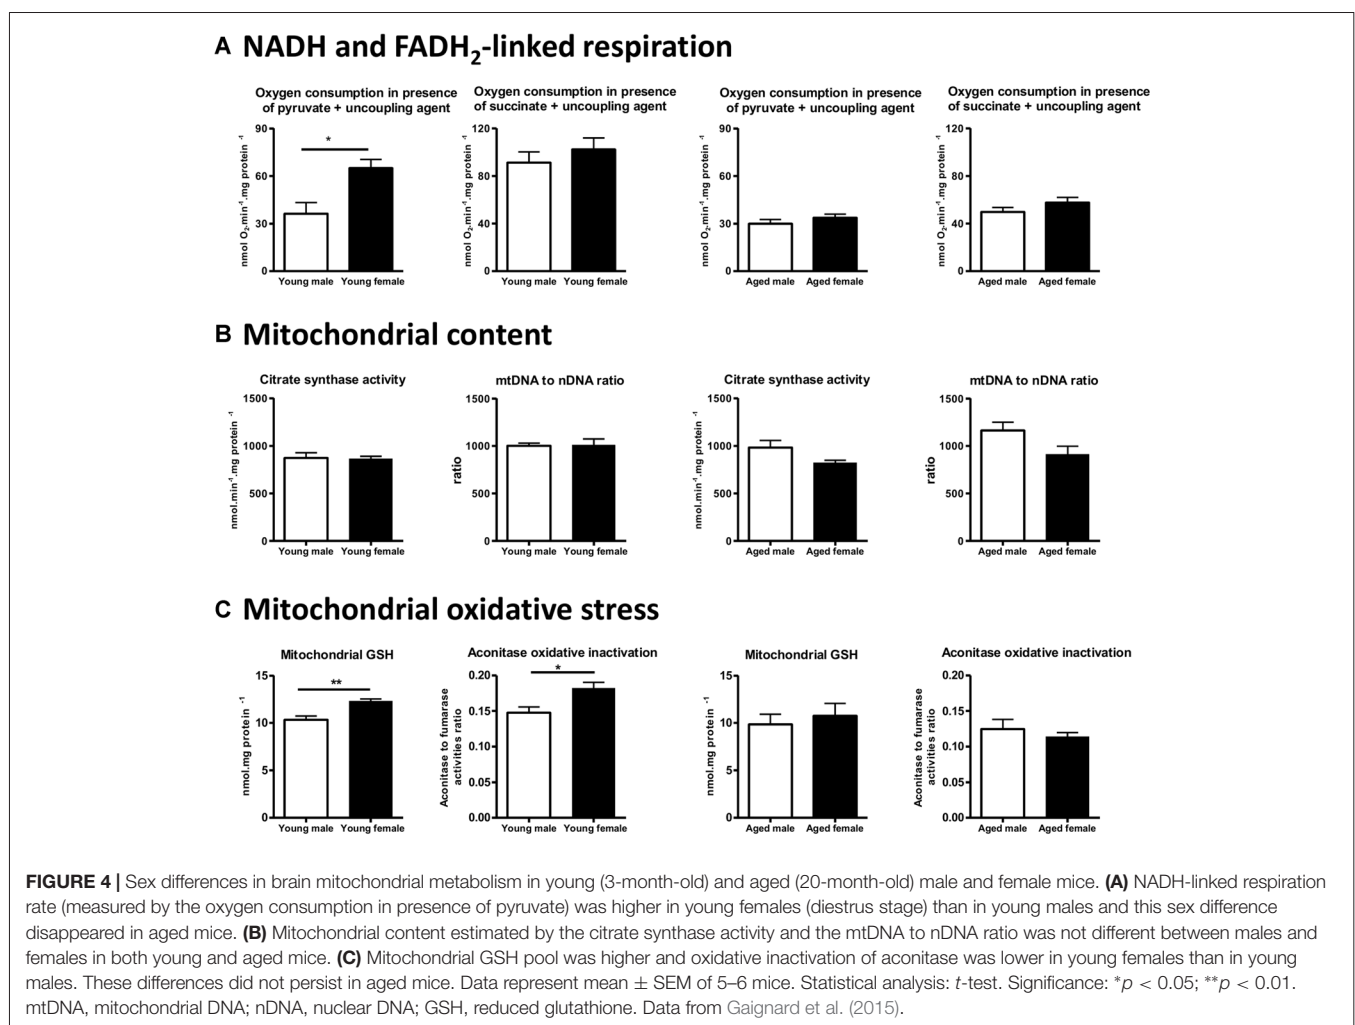 A NADH and FADH2-linked respiration
Oxygen consumption in presence
of pyruvate + uncoupling agent
nmol O2.min-1.mg protein -1
90
60
30
0
*
Young male Young female
Oxygen consumption in presence
of succinate + uncoupling agent
nmol O2.min-1.mg protein -1
120
80
40
0
Young male Young female
Oxygen consumption in presence
of pyruvate + uncoupling agent
nmol O2.min-1.mg protein -1
90
60
30
0
Aged male Aged female
Oxygen consumption in presence
of succinate + uncoupling agent
nmol O2.min-1.mg protein -1
120
80
40
0
Aged male Aged female
B Mitochondrial content
Citrate synthase activity
nmol.min-1.mg protein -1
1500
1000
500
0
Young male Young female
mtDNA to nDNA ratio
ratio
1500
1000
500
0
Young male Young female
Citrate synthase activity
nmol.min-1.mg protein -1
1500
1000
500
0
Aged male Aged female
mtDNA to nDNA ratio
ratio
1500
1000
500
0
Aged male Aged female
C Mitochondrial oxidative stress
Mitochondrial GSH
nmol.mg protein -1
15
10
5
0
**
Young male Young female
Aconitase oxidative inactivation
Aconitase to fumarase
activities ratio
0.20
0.15
0.10
0.05
0.00
*
Young male Young female
Mitochondrial GSH
nmol.mg protein -1
15
10
5
0
Aged male Aged female
Aconitase oxidative inactivation
Aconitase to fumarase
activities ratio
0.20
0.15
0.10
0.05
0.00
Aged male Aged female
FIGURE 4 | Sex differences in brain mitochondrial metabolism in young (3-month-old) and aged (20-month-old) male and female mice. (A) NADH-linked respiration
rate (measured by the oxygen consumption in presence of pyruvate) was higher in young females (diestrus stage) than in young males and this sex difference
disappeared in aged mice. (B) Mitochondrial content estimated by the citrate synthase activity and the mtDNA to nDNA ratio was not different between males and
females in both young and aged mice. (C) Mitochondrial GSH pool was higher and oxidative inactivation of aconitase was lower in young females than in young
males. These differences did not persist in aged mice. Data represent mean ± SEM of 5–6 mice. Statistical analysis: t-test. Significance: *p < 0.05; **p < 0.01.
mtDNA, mitochondrial DNA; nDNA, nuclear DNA; GSH, reduced glutathione. Data from Gaignard et al. (2015).